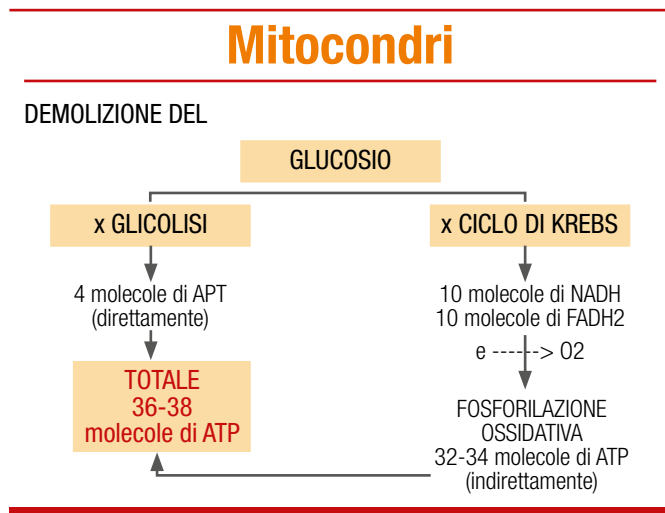 Mitocondri
DEMOLIZIONE DEL
GLUCOSIO
x GLICOLISI
4 molecole di APT
(direttamente)
TOTALE
36-38
molecole di ATP
x CICLO DI KREBS
10 molecole di NADH
10 molecole di FADH2
e ------> O2
FOSFORILAZIONE
OSSIDATIVA
32-34 molecole di ATP
(indirettamente)